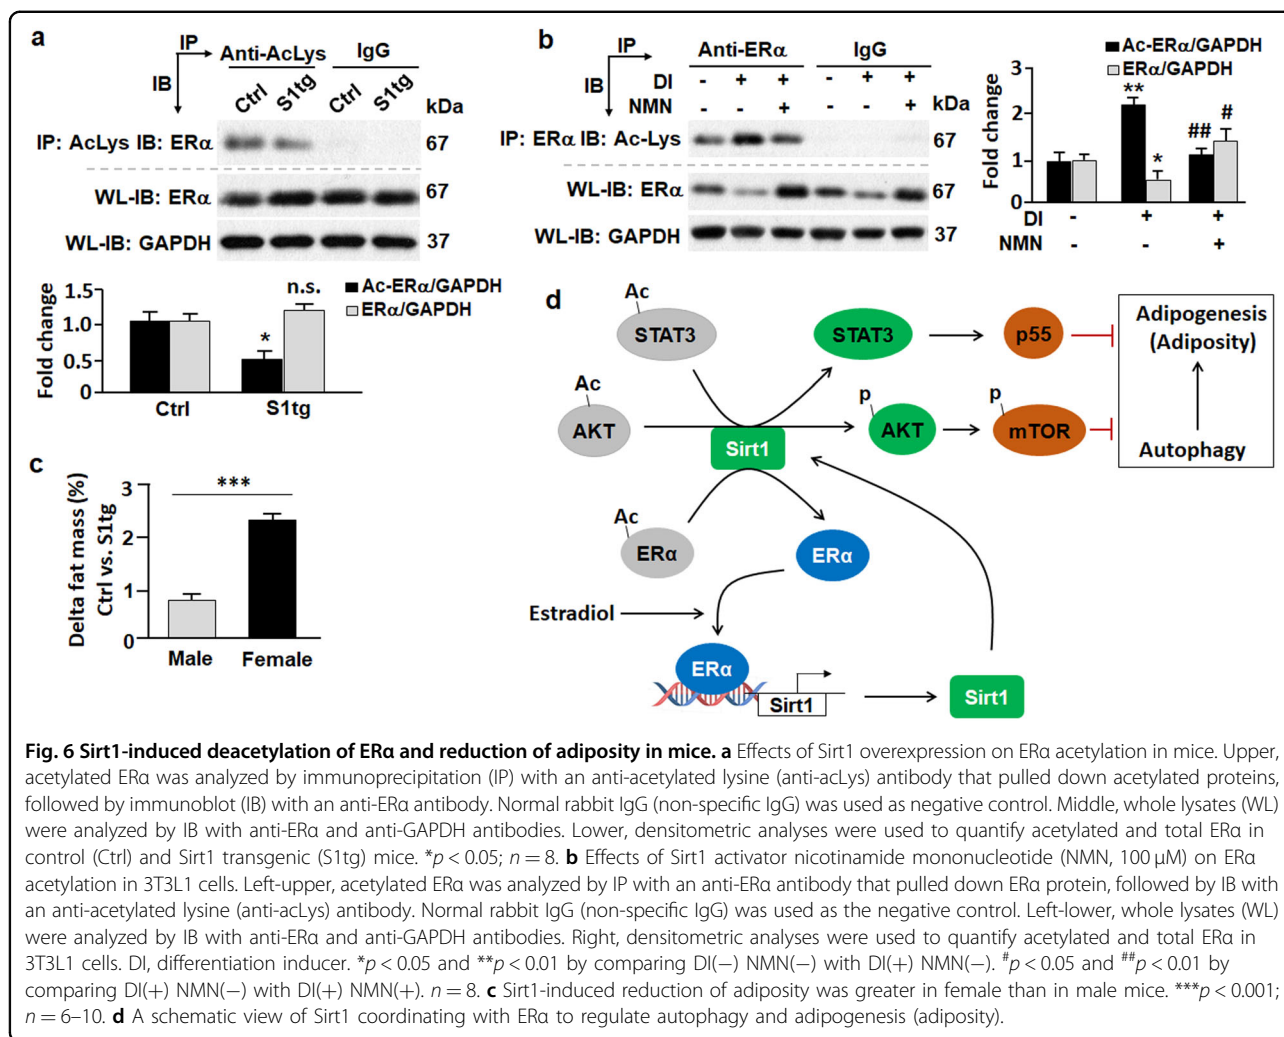 a
IP
Anti-AcLys IgG
IB
Ctrl S1tg Ctrl S1tg kDa
IP: AcLys IB: ERα 67
WL-IB: ERα 67
WL-IB: GAPDH 37
Fold change
1.5
1.0
0.5
0
n.s.
*
Ac-ERα/GAPDH
ERα/GAPDH
Ctrl S1tg
b
IP
Anti-ERα IgG
IB
DI - + + - + +
NMN - - + - - + kDa
IP: ERα IB: Ac-Lys 67
WL-IB: ERα 67
WL-IB: GAPDH 37
Ac-ERα/GAPDH
ERα/GAPDH
Fold change
3
2
1
0
**
*
##
#
DI - + +
NMN - - +
c
Delta fat mass (%)
Ctrl vs. S1tg
3
2
1
0
***
Male Female
d
Ac
STAT3 STAT3 p55
Adipogenesis
(Adiposity)
Ac p p
AKT AKT mTOR
Autophagy
Sirt1
Ac
ERα ERα
Estradiol
ERα
Sirt1 Sirt1
Fig. 6 Sirt1-induced deacetylation of ERα and reduction of adiposity in mice. a Effects of Sirt1 overexpression on ERα acetylation in mice. Upper,
acetylated ERα was analyzed by immunoprecipitation (IP) with an anti-acetylated lysine (anti-acLys) antibody that pulled down acetylated proteins,
followed by immunoblot (IB) with an anti-ERα antibody. Normal rabbit IgG (non-specific IgG) was used as negative control. Middle, whole lysates (WL)
were analyzed by IB with anti-ERα and anti-GAPDH antibodies. Lower, densitometric analyses were used to quantify acetylated and total ERα in
control (Ctrl) and Sirt1 transgenic (S1tg) mice. *p < 0.05; n = 8. b Effects of Sirt1 activator nicotinamide mononucleotide (NMN, 100 μM) on ERα
acetylation in 3T3L1 cells. Left-upper, acetylated ERα was analyzed by IP with an anti-ERα antibody that pulled down ERα protein, followed by IB with
an anti-acetylated lysine (anti-acLys) antibody. Normal rabbit IgG (non-specific IgG) was used as the negative control. Left-lower, whole lysates (WL)
were analyzed by IB with anti-ERα and anti-GAPDH antibodies. Right, densitometric analyses were used to quantify acetylated and total ERα in
3T3L1 cells. DI, differentiation inducer. *p < 0.05 and **p < 0.01 by comparing DI(−) NMN(−) with DI(+) NMN(−). #p < 0.05 and ##p < 0.01 by
comparing DI(+) NMN(−) with DI(+) NMN(+). n = 8. c Sirt1-induced reduction of adiposity was greater in female than in male mice. ***p < 0.001;
n = 6–10. d A schematic view of Sirt1 coordinating with ERα to regulate autophagy and adipogenesis (adiposity).